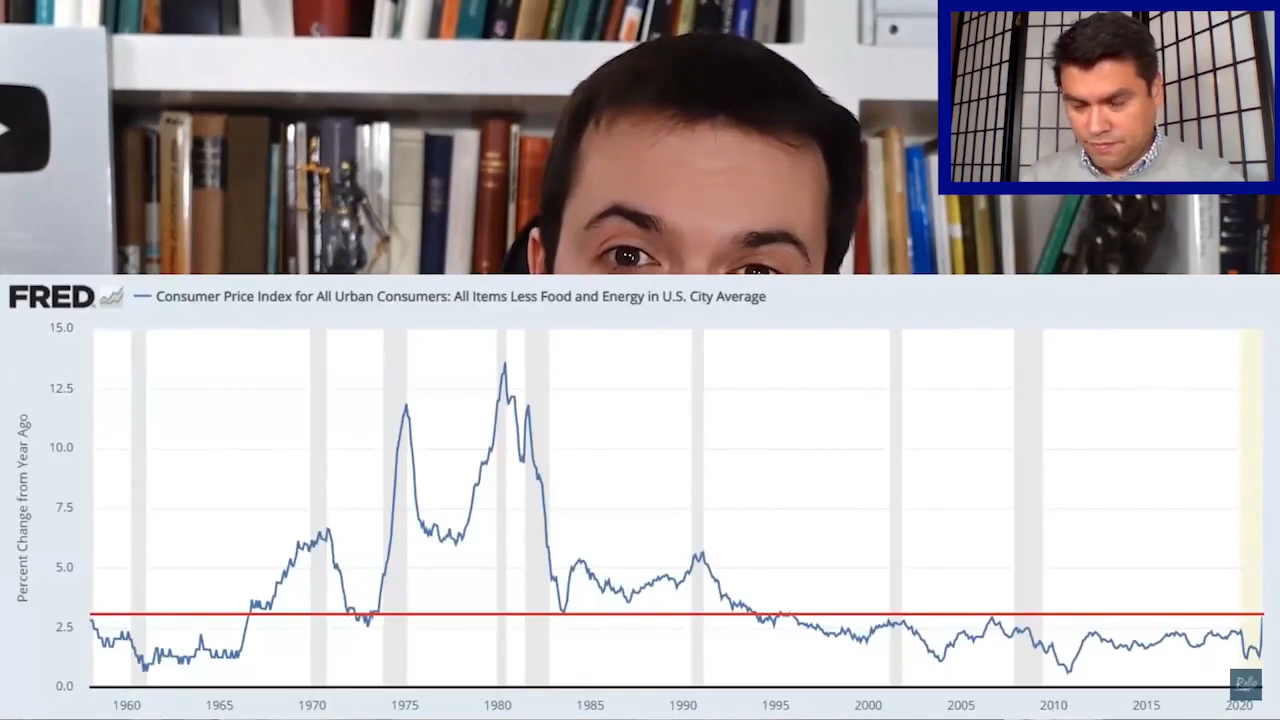 FRED
Consumer Price Index for All Urban Consumers: All Items Less Food and Energy in U.S. City Average
15.0
12.5
10.0
7.5
5.0
2.5
0.0
Percent Change from Year Ago
1960 1965 1970 1975 1980 1985 1990 1995 2000 2005 2010 2015 2020
Rallo